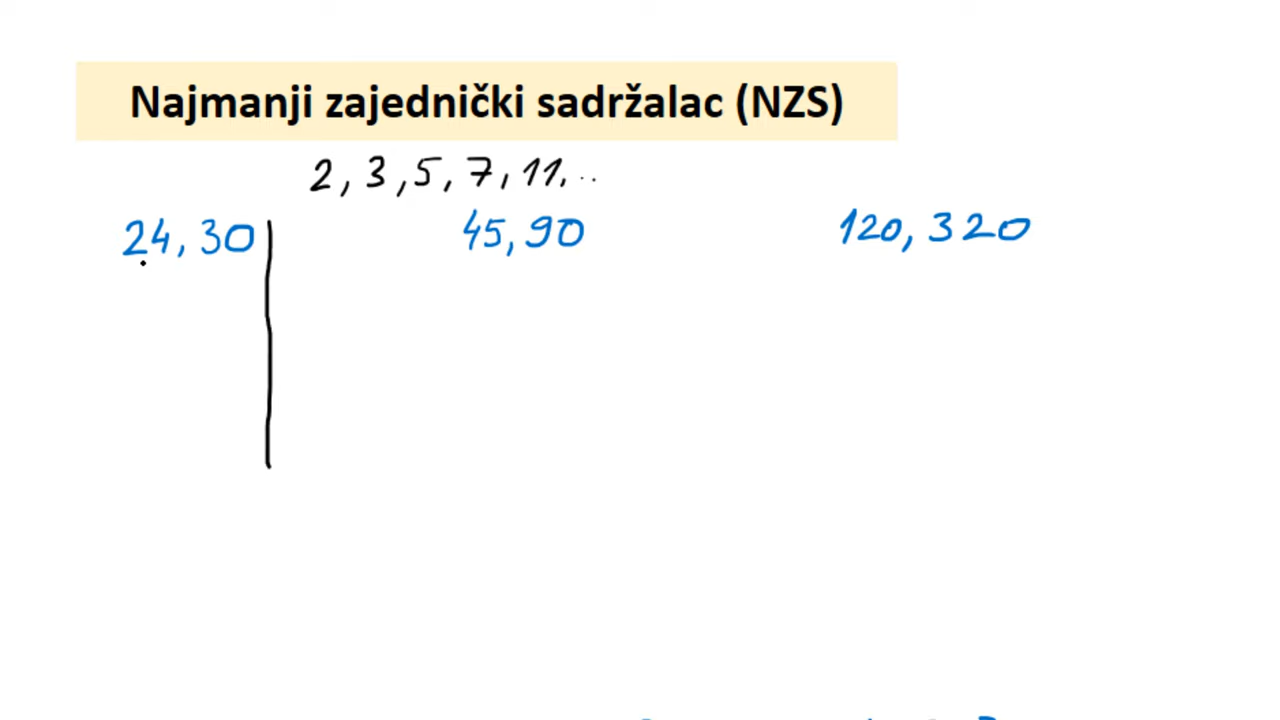 Najmanji zajednički sadržalac (NZS)
2, 3, 5, 7, 11, ...
24, 30
45, 90
120, 320